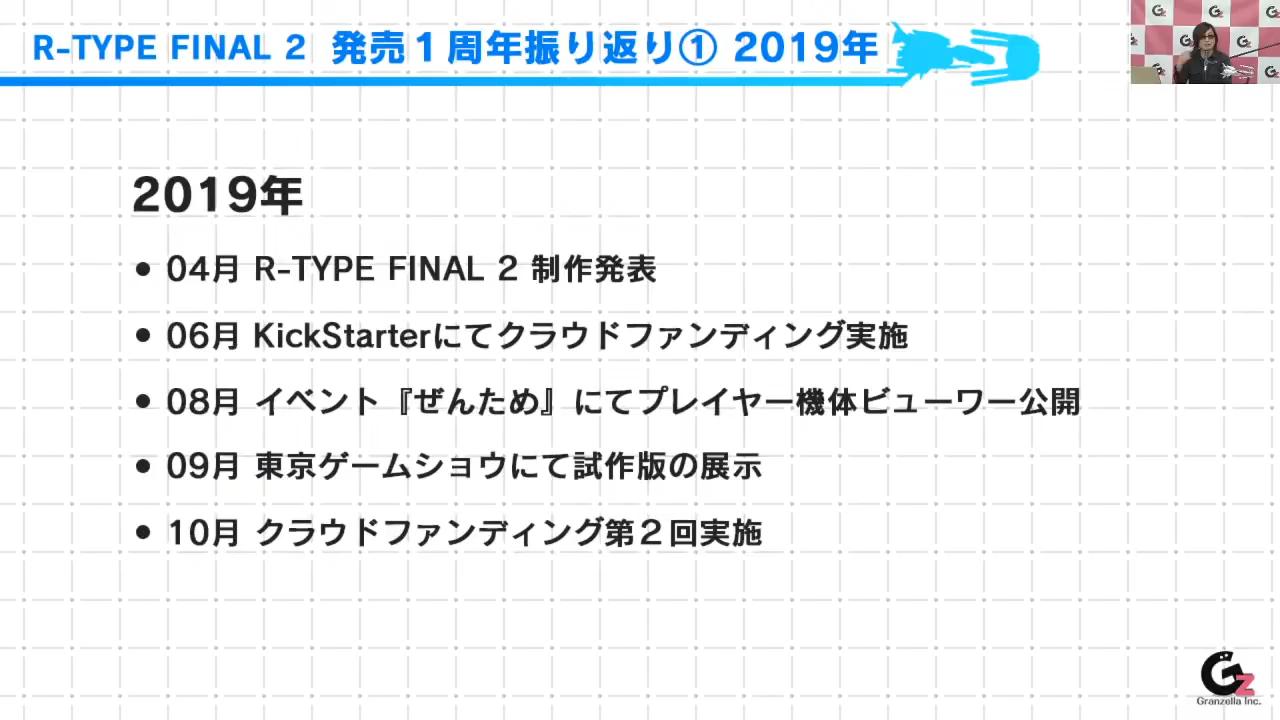 R-TYPE FINAL 2 発売１周年振り返り① 2019年
2019年
• 04月 R-TYPE FINAL 2 制作発表
• 06月 KickStarterにてクラウドファンディング実施
• 08月 イベント『ぜんため』にてプレイヤー機体ビューワー公開
• 09月 東京ゲームショウにて試作版の展示
• 10月 クラウドファンディング第２回実施
Gz
Granzella Inc.